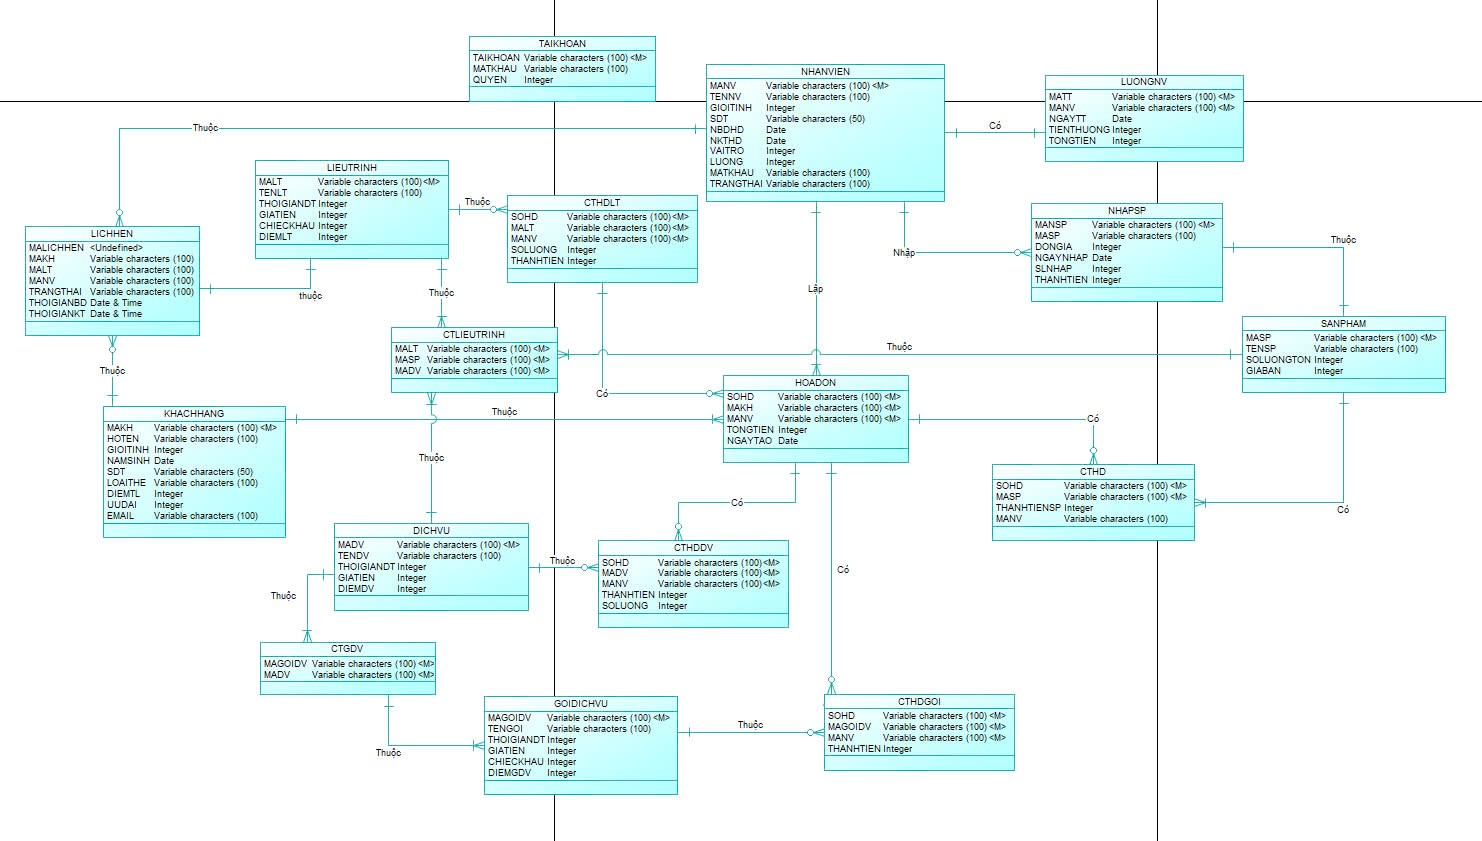 TAIKHOAN
TAIKHOAN Variable characters (100) <M>
MATKHAU Variable characters (100)
QUYEN Integer
NHANVIEN
MANV Variable characters (100) <M>
TENNV Variable characters (100)
GIOITINH Integer
SDT Variable characters (50)
NBDHD Date
NKTHD Date
VAITRO Integer
LUONG Integer
MATKHAU Variable characters (100)
TRANGTHAI Variable characters (100)
LUONGNV
MATT Variable characters (100) <M>
MANV Variable characters (100) <M>
NGAYTT Date
TIENTHUONG Integer
TONGTIEN Integer
Thuộc
Có
LIEUTRINH
MALT Variable characters (100) <M>
TENLT Variable characters (100)
THOIGIANDT Integer
GIATIEN Integer
CHIECKHAU Integer
DIEMLT Integer
Thuộc
CTHDLT
SOHD Variable characters (100) <M>
MALT Variable characters (100) <M>
MANV Variable characters (100) <M>
SOLUONG Integer
THANHTIEN Integer
NHAPSP
MANSP Variable characters (100) <M>
MASP Variable characters (100)
DONGIA Integer
NGAYNHAP Date
SLNHAP Integer
THANHTIEN Integer
LICHHEN
MALICHHEN <Undefined>
MAKH Variable characters (100)
MALT Variable characters (100)
MANV Variable characters (100)
TRANGTHAI Variable characters (100)
THOIGIANBD Date & Time
THOIGIANKT Date & Time
Nhập
Thuộc
thuộc
Thuộc
Lập
CTLIEUTRINH
MALT Variable characters (100) <M>
MASP Variable characters (100) <M>
MADV Variable characters (100) <M>
SANPHAM
MASP Variable characters (100) <M>
TENSP Variable characters (100)
SOLUONGTON Integer
GIABAN Integer
Thuộc
Thuộc
Có
HOADON
SOHD Variable characters (100) <M>
MAKH Variable characters (100) <M>
MANV Variable characters (100) <M>
TONGTIEN Integer
NGAYTAO Date
KHACHHANG
MAKH Variable characters (100) <M>
HOTEN Variable characters (100)
GIOITINH Integer
NAMSINH Date
SDT Variable characters (50)
LOAITHE Variable characters (100)
DIEMTL Integer
UUDAI Integer
EMAIL Variable characters (100)
Thuộc
Có
Thuộc
CTHD
SOHD Variable characters (100) <M>
MASP Variable characters (100) <M>
THANHTIENSP Integer
MANV Variable characters (100)
Có
Có
DICHVU
MADV Variable characters (100) <M>
TENDV Variable characters (100)
THOIGIANDT Integer
GIATIEN Integer
DIEMDV Integer
Thuộc
CTHDDV
SOHD Variable characters (100) <M>
MADV Variable characters (100) <M>
MANV Variable characters (100) <M>
THANHTIEN Integer
SOLUONG Integer
Có
Thuộc
CTGDV
MAGOIDV Variable characters (100) <M>
MADV Variable characters (100) <M>
GOIDICHVU
MAGOIDV Variable characters (100) <M>
TENGOI Variable characters (100)
THOIGIANDT Integer
GIATIEN Integer
CHIECKHAU Integer
DIEMGDV Integer
Thuộc
Thuộc
CTHDGOI
SOHD Variable characters (100) <M>
MAGOIDV Variable characters (100) <M>
MANV Variable characters (100) <M>
THANHTIEN Integer